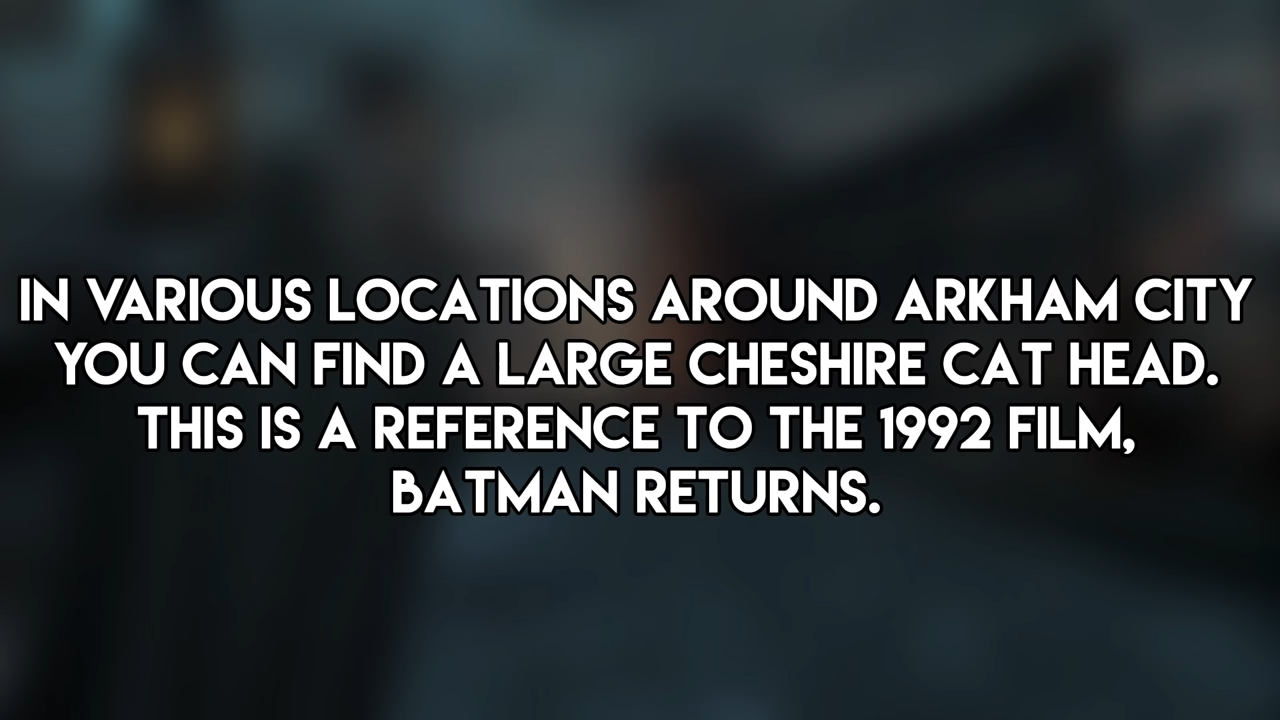 IN VARIOUS LOCATIONS AROUND ARKHAM CITY
YOU CAN FIND A LARGE CHESHIRE CAT HEAD.
THIS IS A REFERENCE TO THE 1992 FILM,
BATMAN RETURNS.